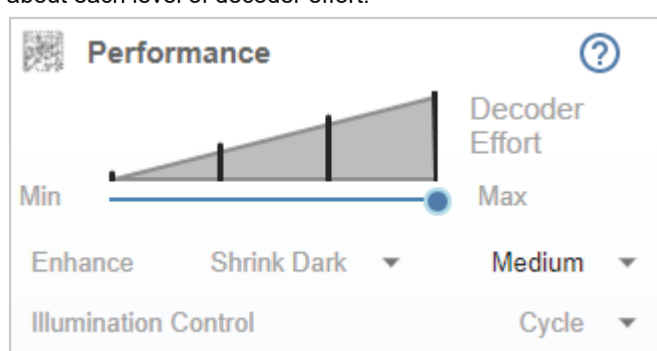 about each level of decoder effort.
Performance
?
Decoder
Effort
Min
Max
Enhance Shrink Dark Medium
Illumination Control Cycle